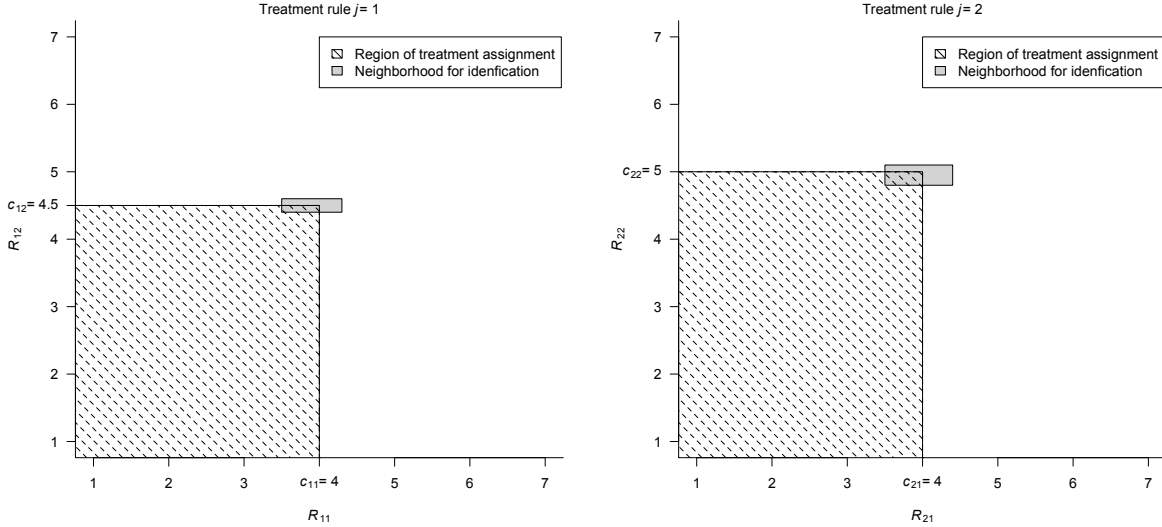 Treatment rule j = 1
Region of treatment assignment
Neighborhood for idenfication
7
6
5
c12 = 4.5
4
3
2
1
R12
1 2 3 c11 = 4 5 6 7
R11
Treatment rule j = 2
Region of treatment assignment
Neighborhood for idenfication
7
6
c22 = 5
4
3
2
1
R22
1 2 3 c21 = 4 5 6 7
R21